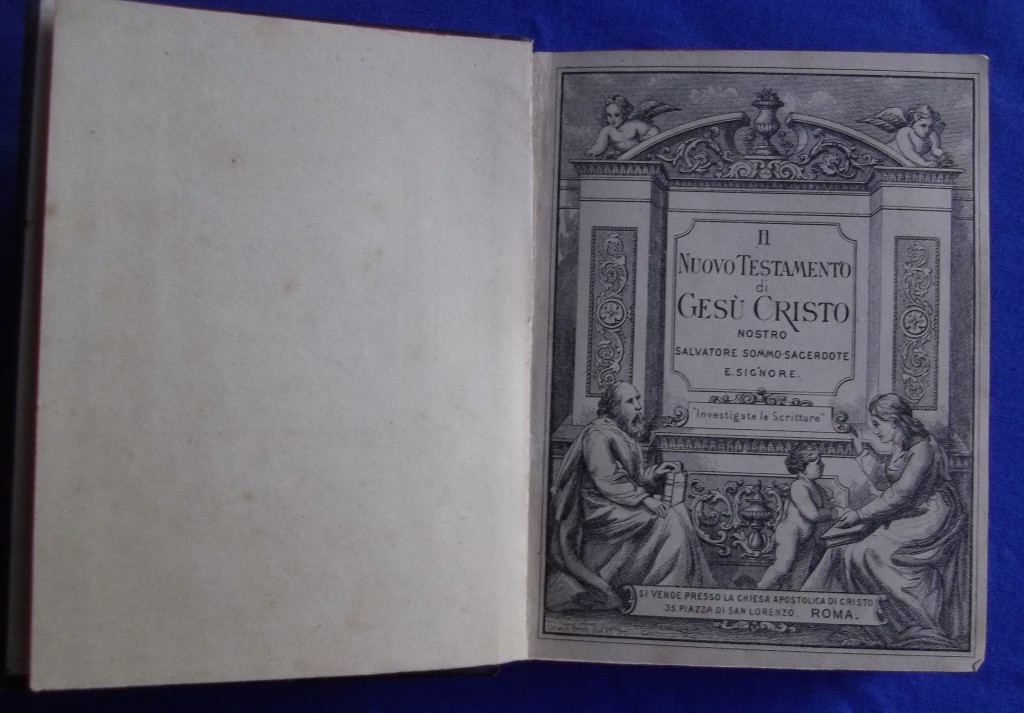 Il
NUOVO TESTAMENTO
di
GESÙ CRISTO
NOSTRO
SALVATORE SOMMO-SACERDOTE
E SIGNORE.
"Investigate le Scritture"
SI VENDE PRESSO LA CHIESA APOSTOLICA DI CRISTO
35. PIAZZA DI SAN LORENZO. ROMA.